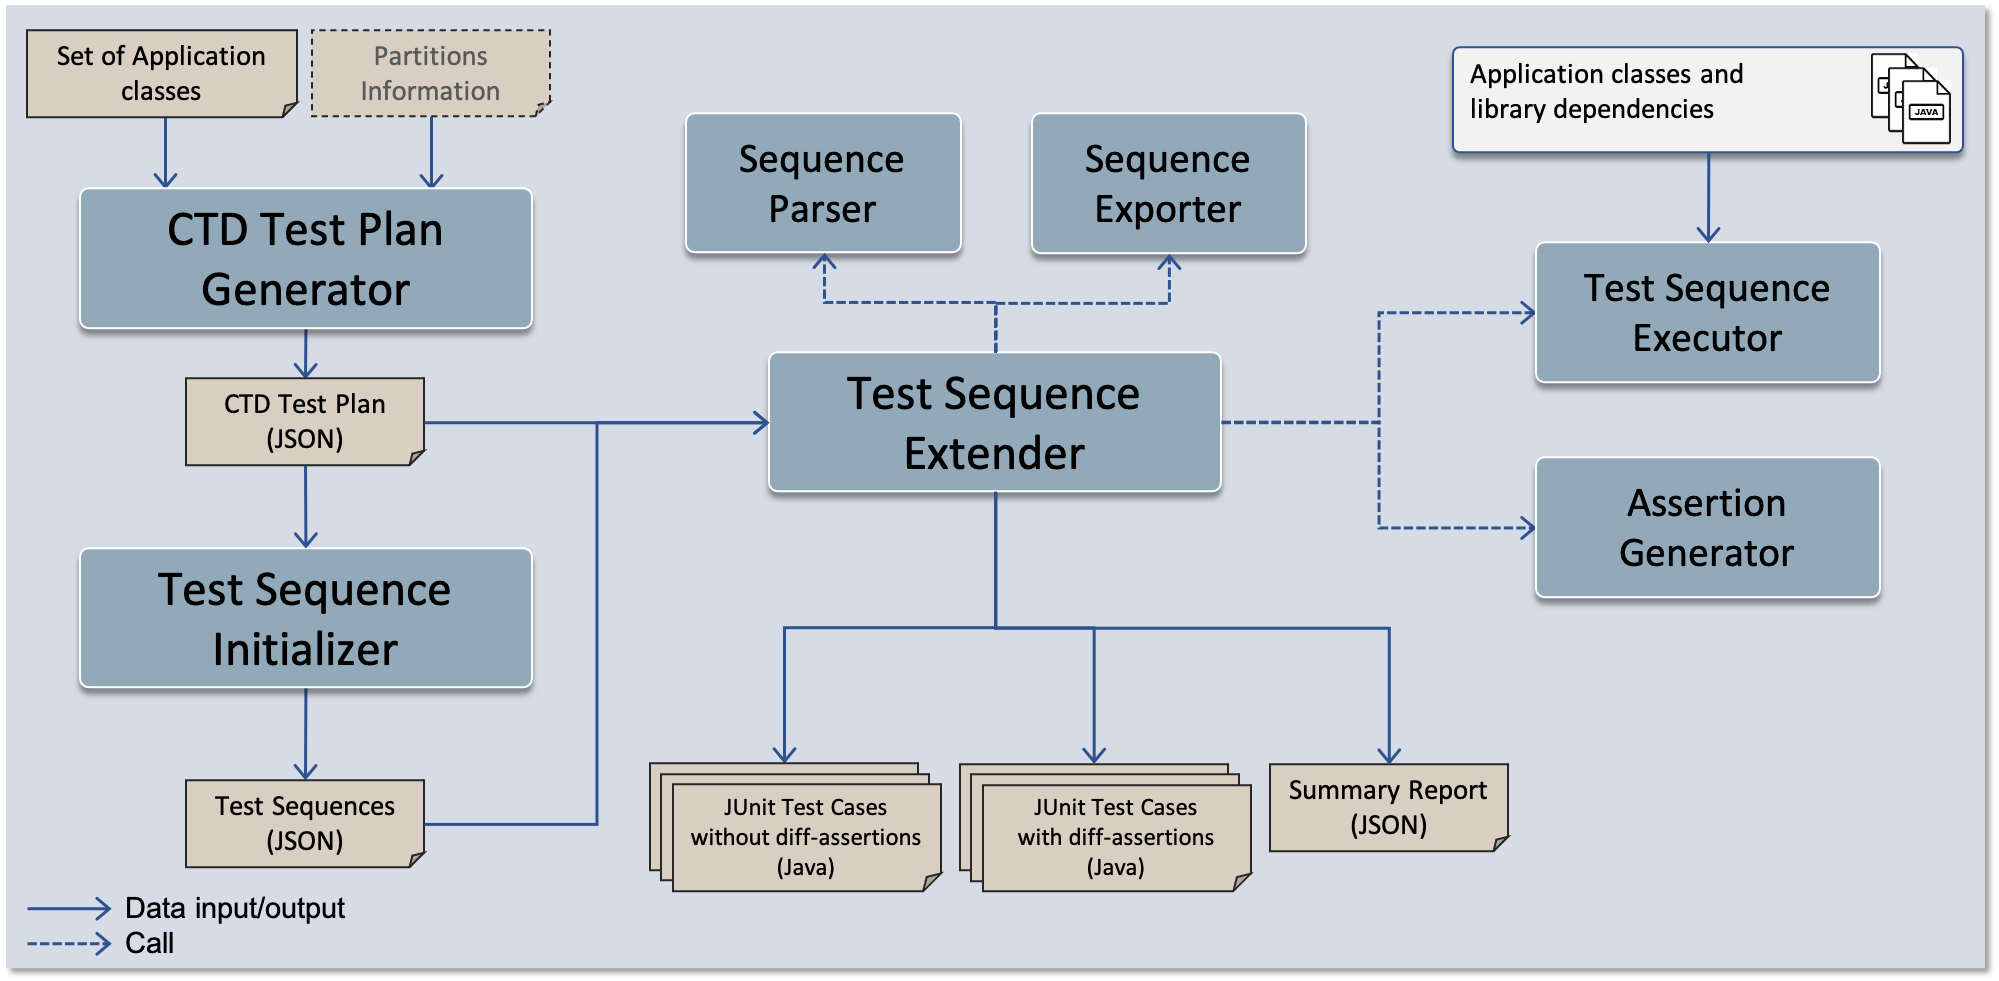 Set of Application
classes
Partitions
Information
Application classes and
library dependencies
JAVA
Sequence
Parser
Sequence
Exporter
CTD Test Plan
Generator
Test Sequence
Executor
CTD Test Plan
(JSON)
Test Sequence
Extender
Assertion
Generator
Test Sequence
Initializer
Test Sequences
(JSON)
JUnit Test Cases
without diff-assertions
(Java)
JUnit Test Cases
with diff-assertions
(Java)
Summary Report
(JSON)
Data input/output
Call